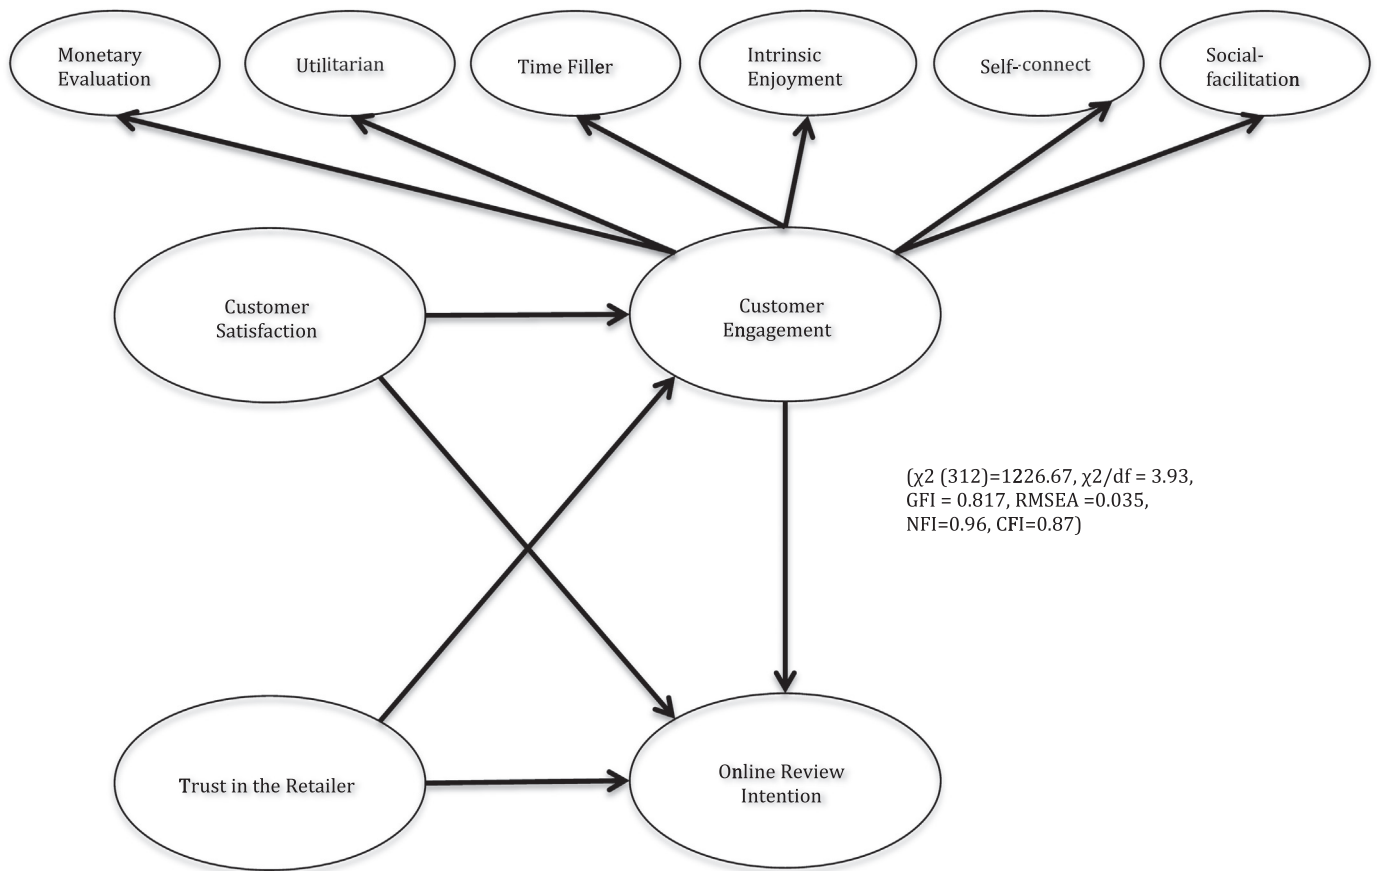 Monetary
Evaluation
Utilitarian
Time Filler
Intrinsic
Enjoyment
Self-connect
Social-
facilitation
Customer
Satisfaction
Customer
Engagement
(χ2 (312)=1226.67, χ2/df = 3.93,
GFI = 0.817, RMSEA =0.035,
NFI=0.96, CFI=0.87)
Trust in the Retailer
Online Review
Intention